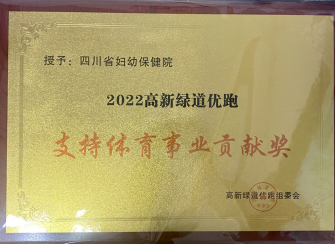 授予：四川省妇幼保健院
2022高新绿道优跑
支持体育事业贡献奖
高新绿道优跑组委会